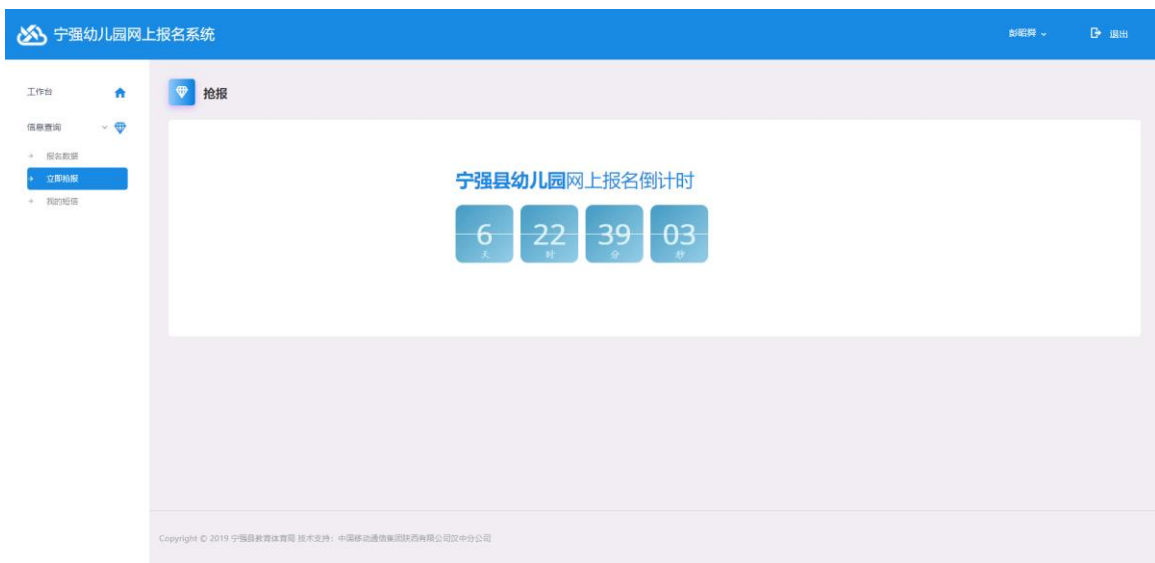 宁强幼儿园网上报名系统
彭昭舜
退出
工作台
抢报
信息查询
报名数据
立即抢报
我的短信
宁强县幼儿园网上报名倒计时
6 22 39 03
天 时 分 秒
Copyright © 2019 宁强县教育体育局 技术支持：中国移动通信集团陕西有限公司汉中分公司